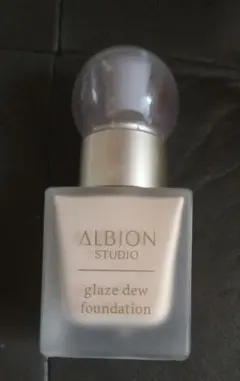 ALBION
STUDIO
glaze dew
foundation